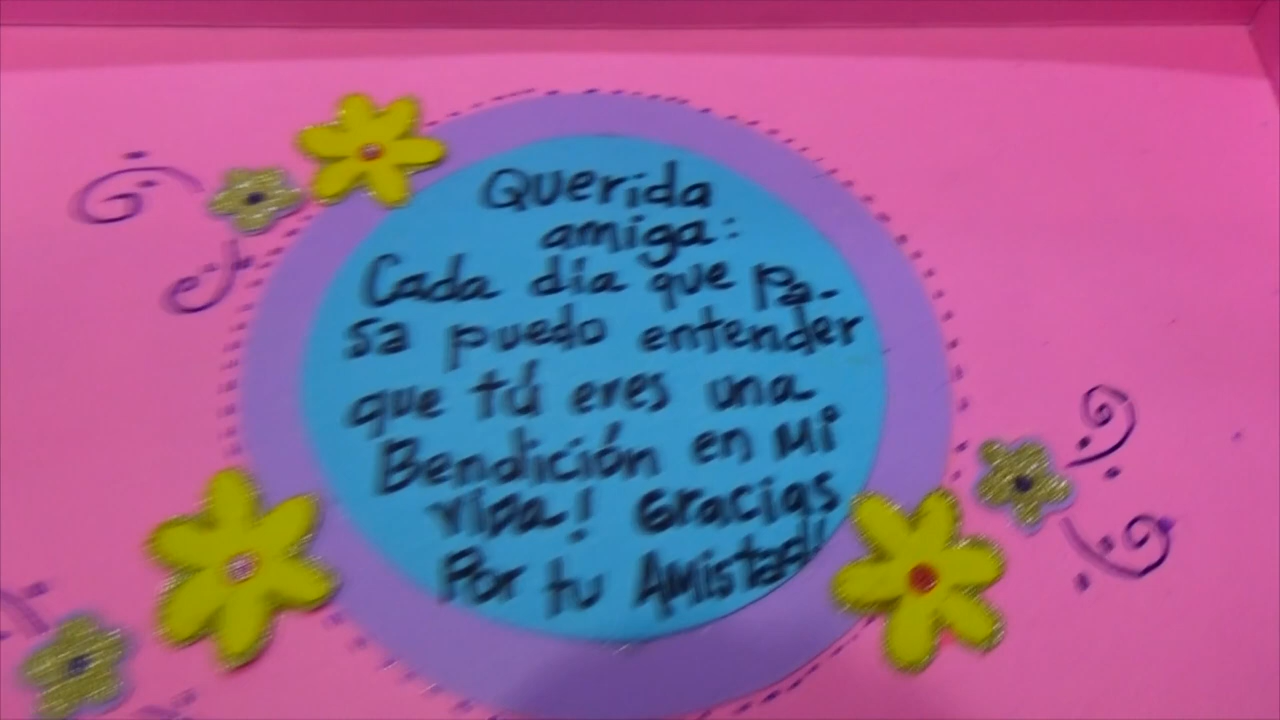 Querida
amiga:
Cada día que pa-
sa puedo entender
que tú eres una
Bendición en Mi
vida! Gracias
Por tu Amistad!!